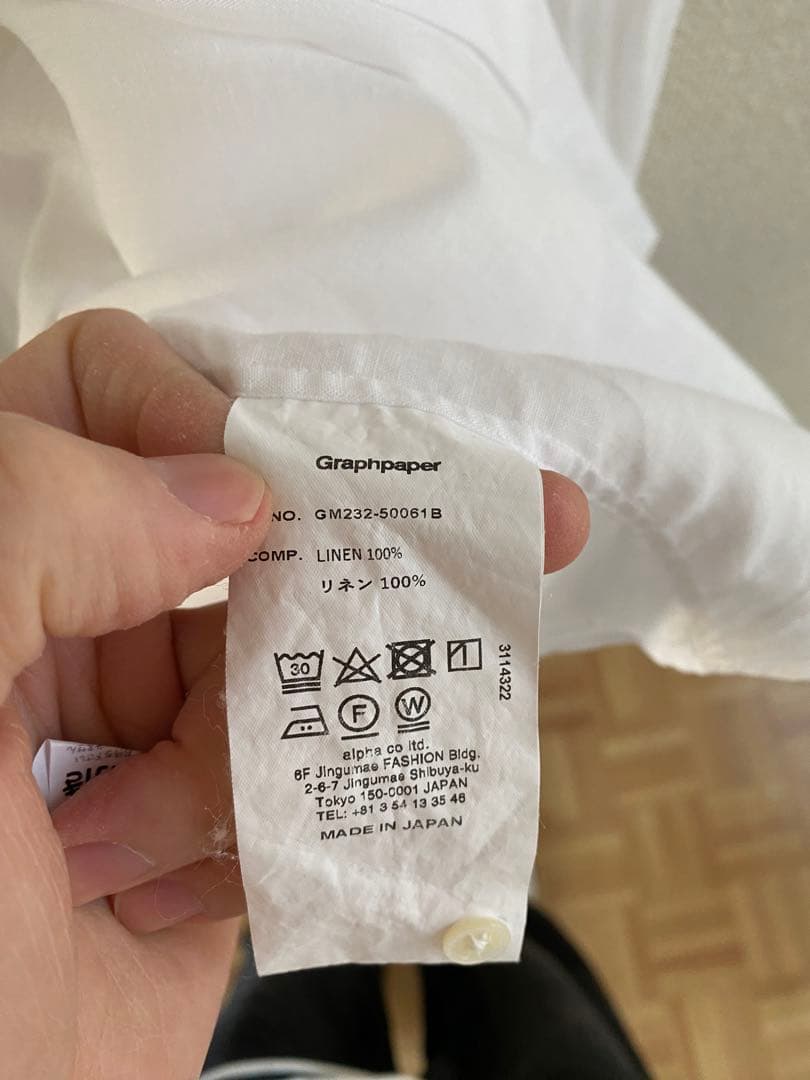 Graphpaper
NO. GM232-50061B
COMP. LINEN 100%
リネン 100%
30
F W
3114322
alpha co ltd.
6F Jingumae FASHION Bldg.
2-6-7 Jingumae Shibuya-ku
Tokyo 150-0001 JAPAN
TEL: +81 3 54 13 35 46
MADE IN JAPAN